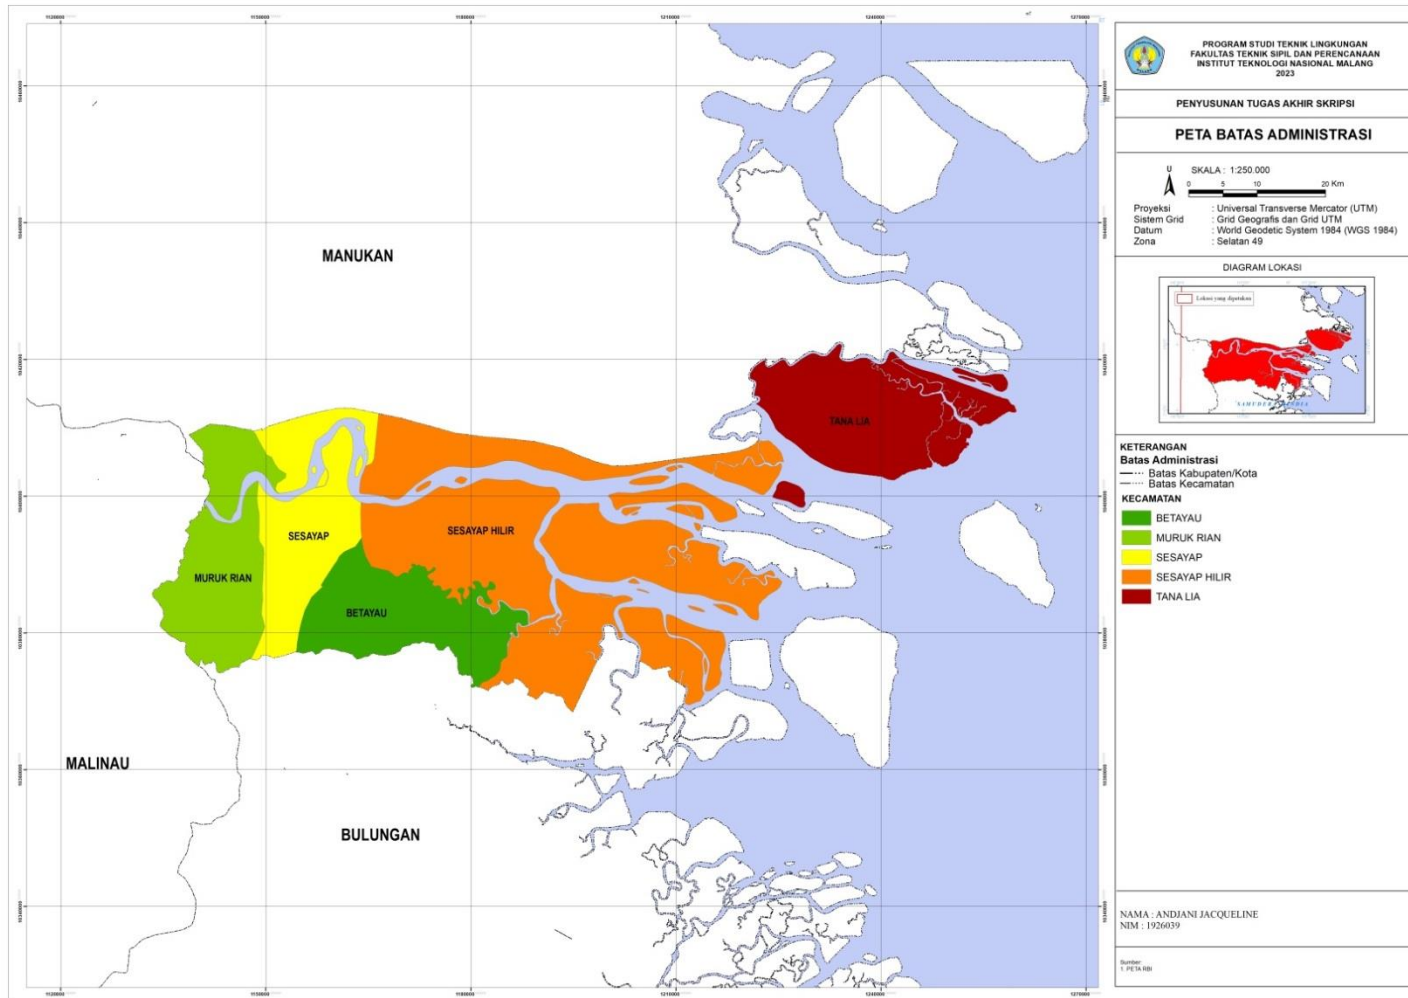 MANUKAN
TANA LIA
SESAYAP
SESAYAP HILIR
MURUK RIAN
BETAYAU
MALINAU
BULUNGAN
PROGRAM STUDI TEKNIK LINGKUNGAN
FAKULTAS TEKNIK SIPIL DAN PERENCANAAN
INSTITUT TEKNOLOGI NASIONAL MALANG
2023
PENYUSUNAN TUGAS AKHIR SKRIPSI
PETA BATAS ADMINISTRASI
U
SKALA : 1:250.000
0 5 10 20 Km
Proyeksi : Universal Transverse Mercator (UTM)
Sistem Grid : Grid Geografis dan Grid UTM
Datum : World Geodetic System 1984 (WGS 1984)
Zona : Selatan 49
DIAGRAM LOKASI
Lokasi yang dipetakan
KETERANGAN
Batas Administrasi
Batas Kabupaten/Kota
Batas Kecamatan
KECAMATAN
BETAYAU
MURUK RIAN
SESAYAP
SESAYAP HILIR
TANA LIA
NAMA : ANDJANI JACQUELINE
NIM : 1926039
Sumber:
1. PETA RBI